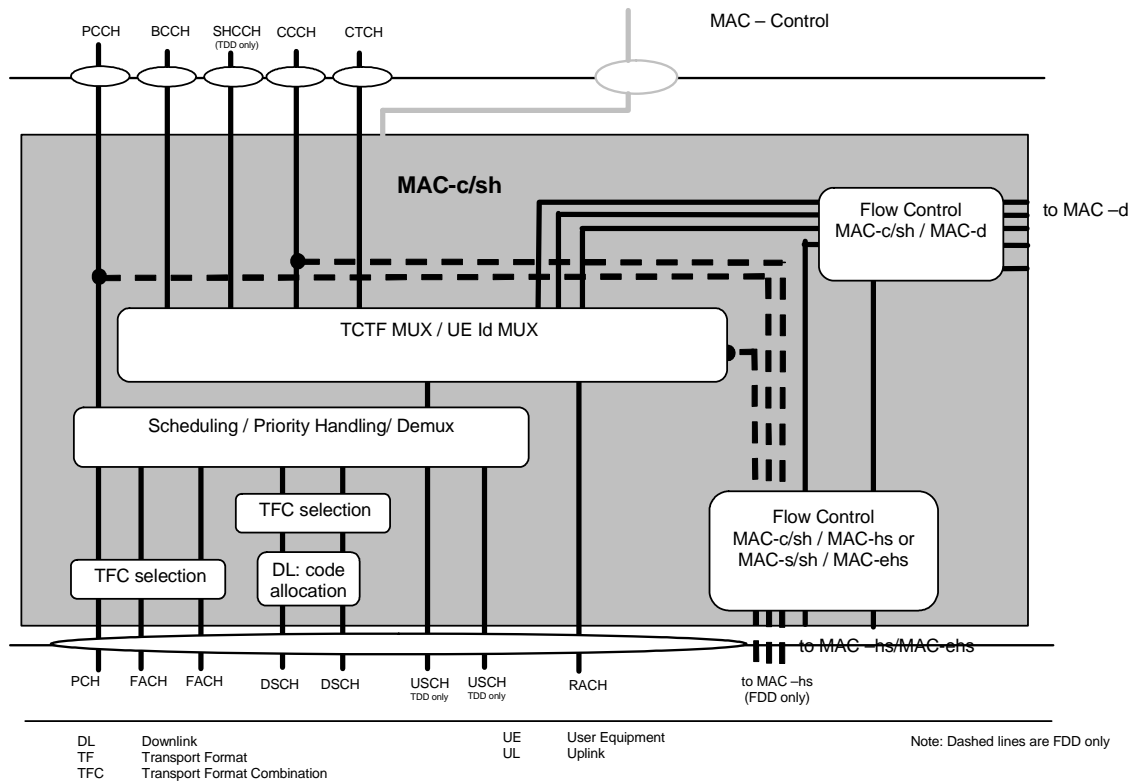 MAC – Control
PCCH
BCCH
SHCCH
(TDD only)
CCCH
CTCH
MAC-c/sh
Flow Control
MAC-c/sh / MAC-d
to MAC –d
TCTF MUX / UE Id MUX
Scheduling / Priority Handling/ Demux
TFC selection
Flow Control
MAC-c/sh / MAC-hs or
MAC-s/sh / MAC-ehs
TFC selection
DL: code
allocation
to MAC –hs/MAC-ehs
PCH
FACH
FACH
DSCH
DSCH
USCH
TDD only
USCH
TDD only
RACH
to MAC –hs
(FDD only)
DL Downlink
TF Transport Format
TFC Transport Format Combination
UE User Equipment
UL Uplink
Note: Dashed lines are FDD only